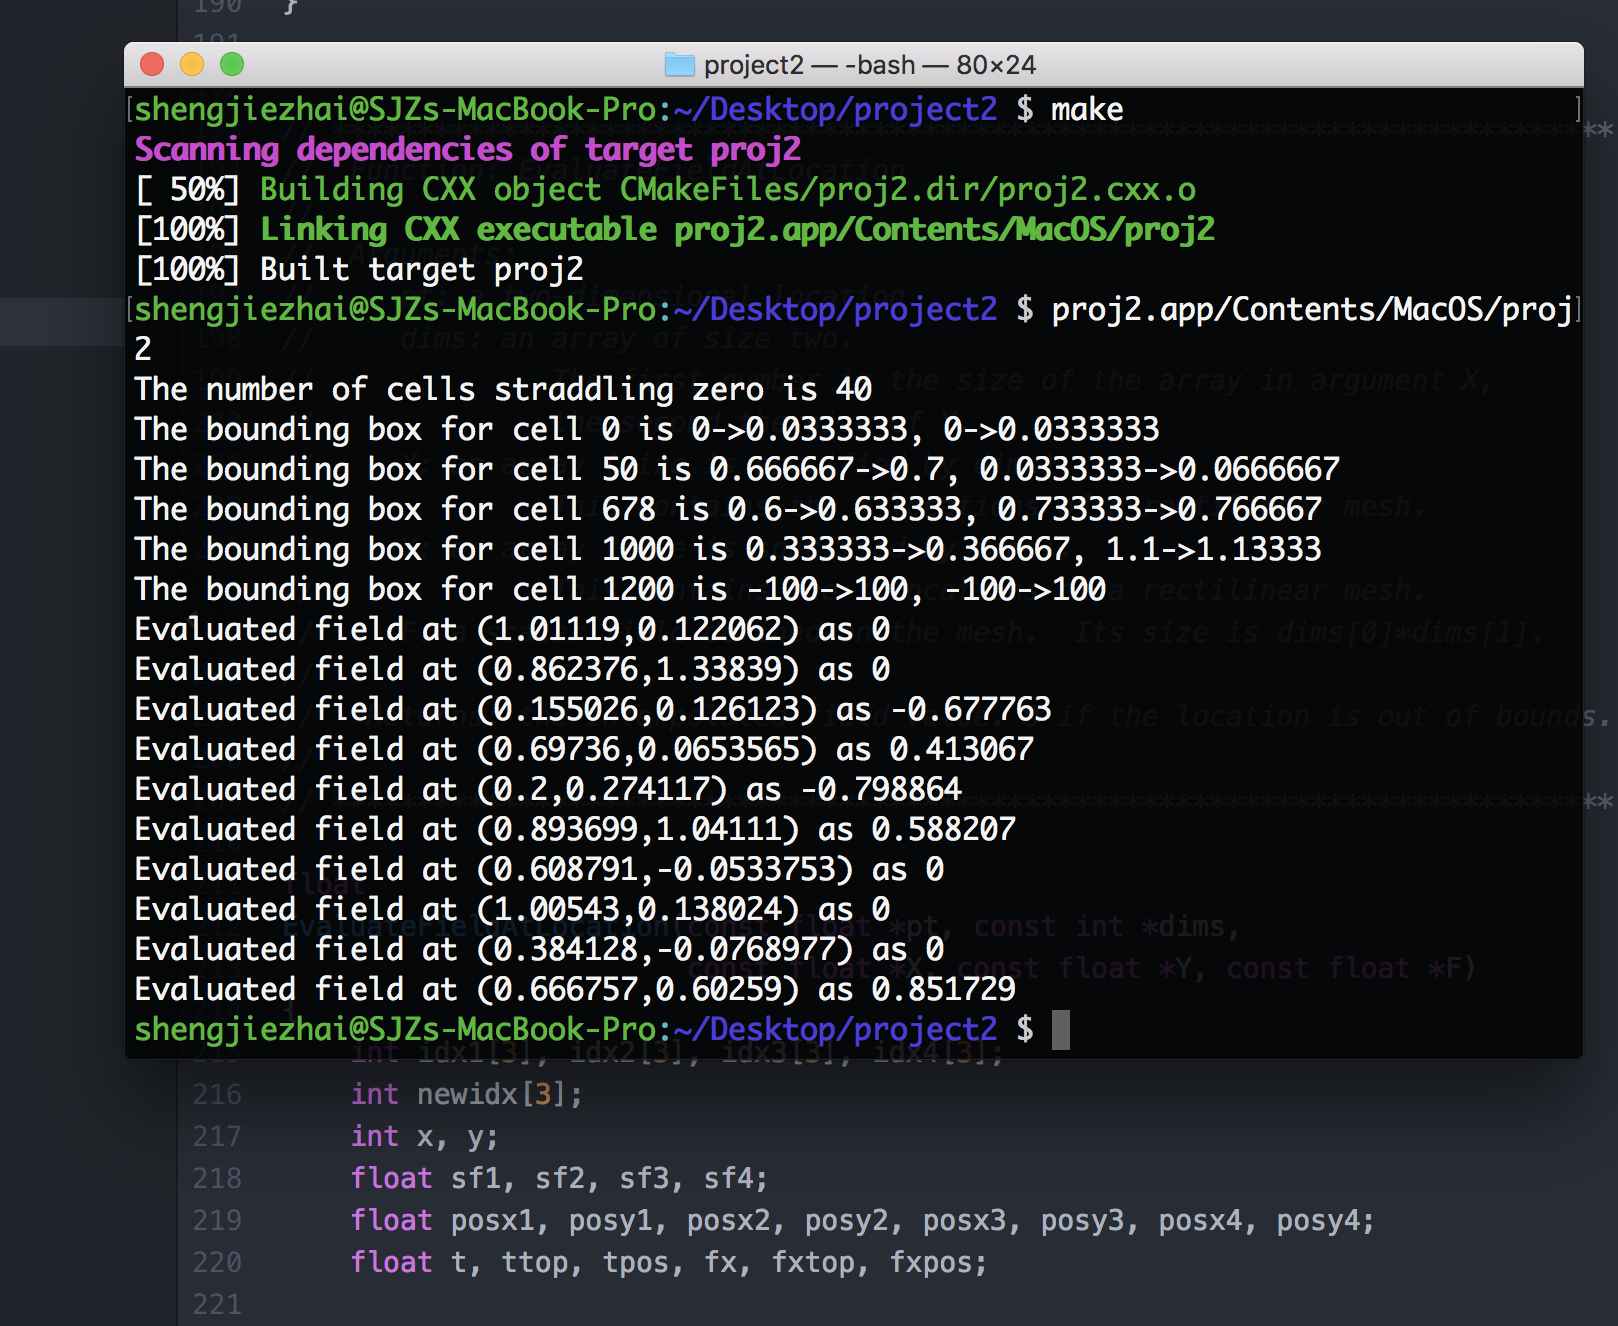 190 }
191
project2 — -bash — 80×24
shengjiezhai@SJZs-MacBook-Pro:~/Desktop/project2 $ make
Scanning dependencies of target proj2
[ 50%] Building CXX object CMakeFiles/proj2.dir/proj2.cxx.o
[100%] Linking CXX executable proj2.app/Contents/MacOS/proj2
[100%] Built target proj2
shengjiezhai@SJZs-MacBook-Pro:~/Desktop/project2 $ proj2.app/Contents/MacOS/proj
2
The number of cells straddling zero is 40
The bounding box for cell 0 is 0->0.0333333, 0->0.0333333
The bounding box for cell 50 is 0.666667->0.7, 0.0333333->0.0666667
The bounding box for cell 678 is 0.6->0.633333, 0.733333->0.766667
The bounding box for cell 1000 is 0.333333->0.366667, 1.1->1.13333
The bounding box for cell 1200 is -100->100, -100->100
Evaluated field at (1.01119,0.122062) as 0
Evaluated field at (0.862376,1.33839) as 0
Evaluated field at (0.155026,0.126123) as -0.677763
Evaluated field at (0.69736,0.0653565) as 0.413067
Evaluated field at (0.2,0.274117) as -0.798864
Evaluated field at (0.893699,1.04111) as 0.588207
Evaluated field at (0.608791,-0.0533753) as 0
Evaluated field at (1.00543,0.138024) as 0
Evaluated field at (0.384128,-0.0768977) as 0
Evaluated field at (0.666757,0.60259) as 0.851729
shengjiezhai@SJZs-MacBook-Pro:~/Desktop/project2 $
215 int idx1[3], idx2[3], idx3[3], idx4[3];
216 int newidx[3];
217 int x, y;
218 float sf1, sf2, sf3, sf4;
219 float posx1, posy1, posx2, posy2, posx3, posy3, posx4, posy4;
220 float t, ttop, tpos, fx, fxtop, fxpos;
221